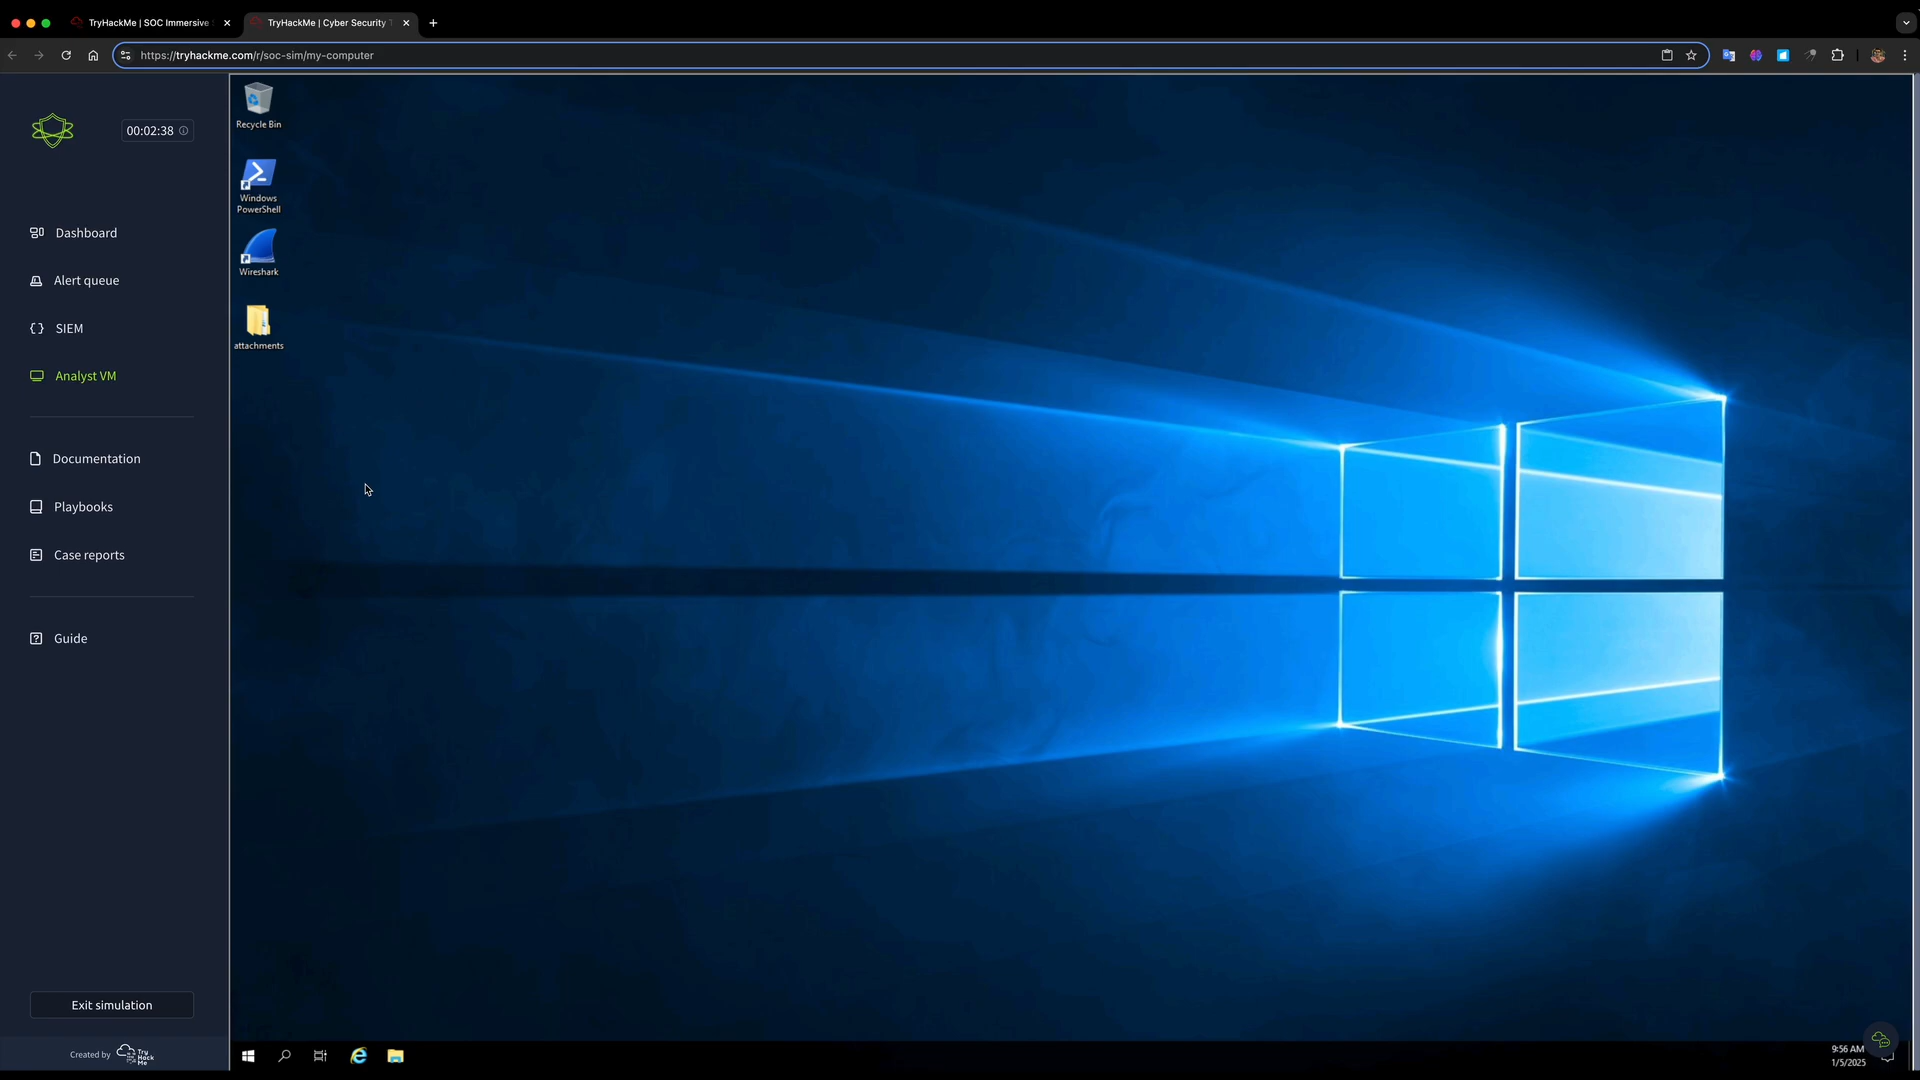 TryHackMe | SOC Immersive
TryHackMe | Cyber Security
https://tryhackme.com/r/soc-sim/my-computer
00:02:38
Dashboard
Alert queue
SIEM
Analyst VM
Documentation
Playbooks
Case reports
Guide
Exit simulation
Created by
Try
Hack
Me
Recycle Bin
Windows
PowerShell
Wireshark
attachments
9:56 AM
1/5/2025